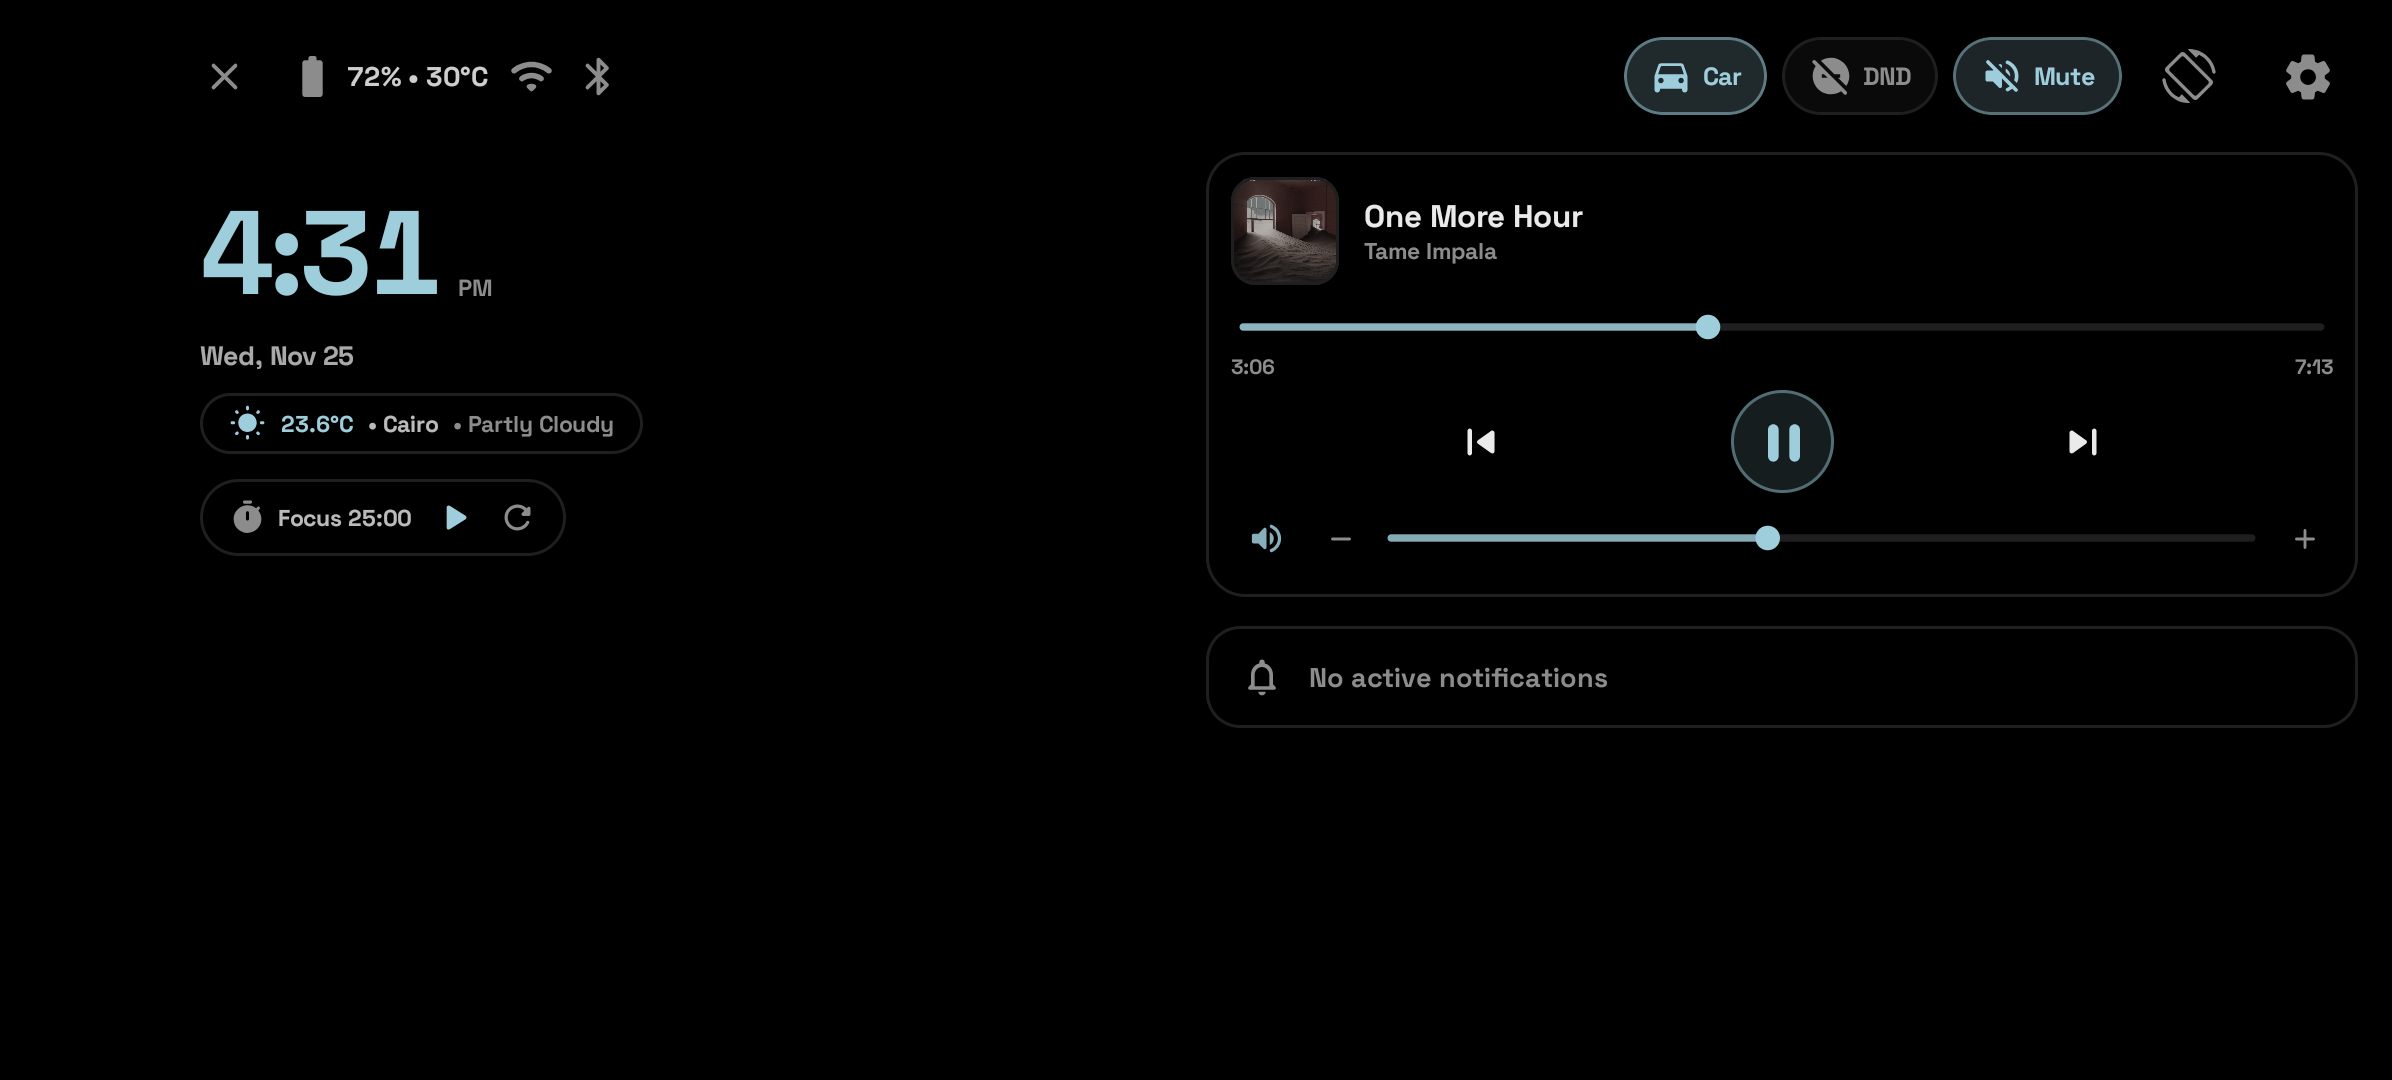 72% • 30°C
Car
DND
Mute
4:31 PM
Wed, Nov 25
23.6°C • Cairo • Partly Cloudy
Focus 25:00
One More Hour
Tame Impala
3:06
7:13
No active notifications